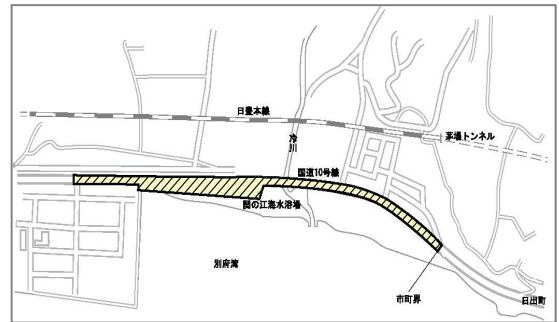 日豊本線
茅場トンネル
冷川
国道10号線
関の江海水浴場
別府湾
市町界
日出町